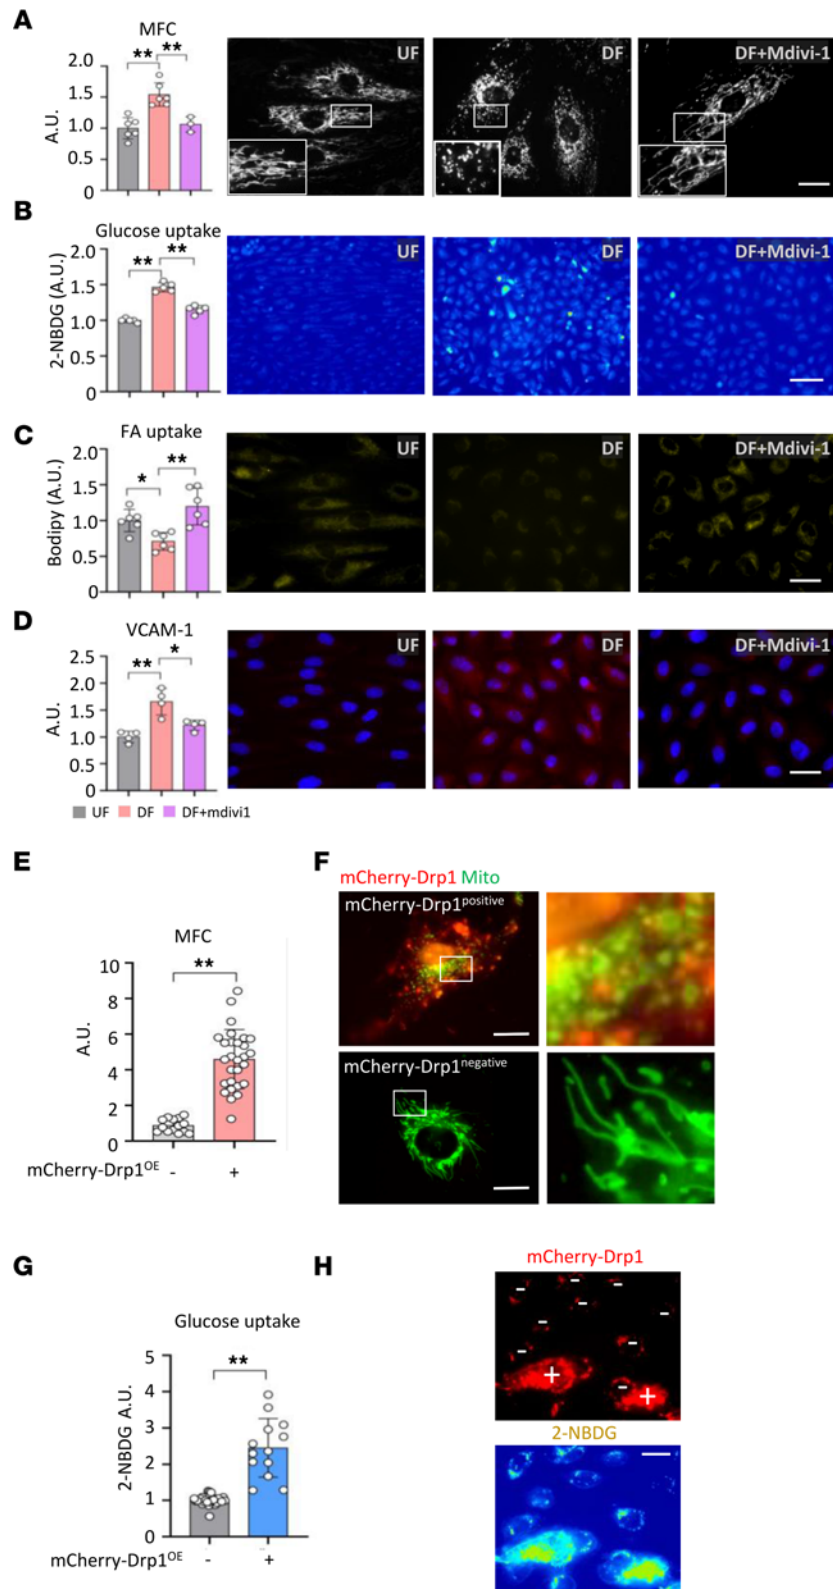 A
MFC
** **
A.U.
2.0
1.5
1.0
0.5
0
UF
DF
DF+Mdivi-1
B
Glucose uptake
** **
2-NBDG (A.U.)
2.0
1.5
1.0
0.5
0
UF
DF
DF+Mdivi-1
C
FA uptake
* **
Bodipy (A.U.)
2.0
1.5
1.0
0.5
0
UF
DF
DF+Mdivi-1
D
VCAM-1
** *
A.U.
2.5
2.0
1.5
1.0
0.5
0
UF
DF
DF+Mdivi-1
UF DF DF+mdivi1
E
MFC
**
A.U.
10
8
6
4
2
0
mCherry-Drp1OE - +
F
mCherry-Drp1 Mito
mCherry-Drp1positive
mCherry-Drp1negative
G
Glucose uptake
**
2-NBDG A.U.
5
4
3
2
1
0
mCherry-Drp1OE - +
H
mCherry-Drp1
- - -
- - -
- -
+ - +
2-NBDG